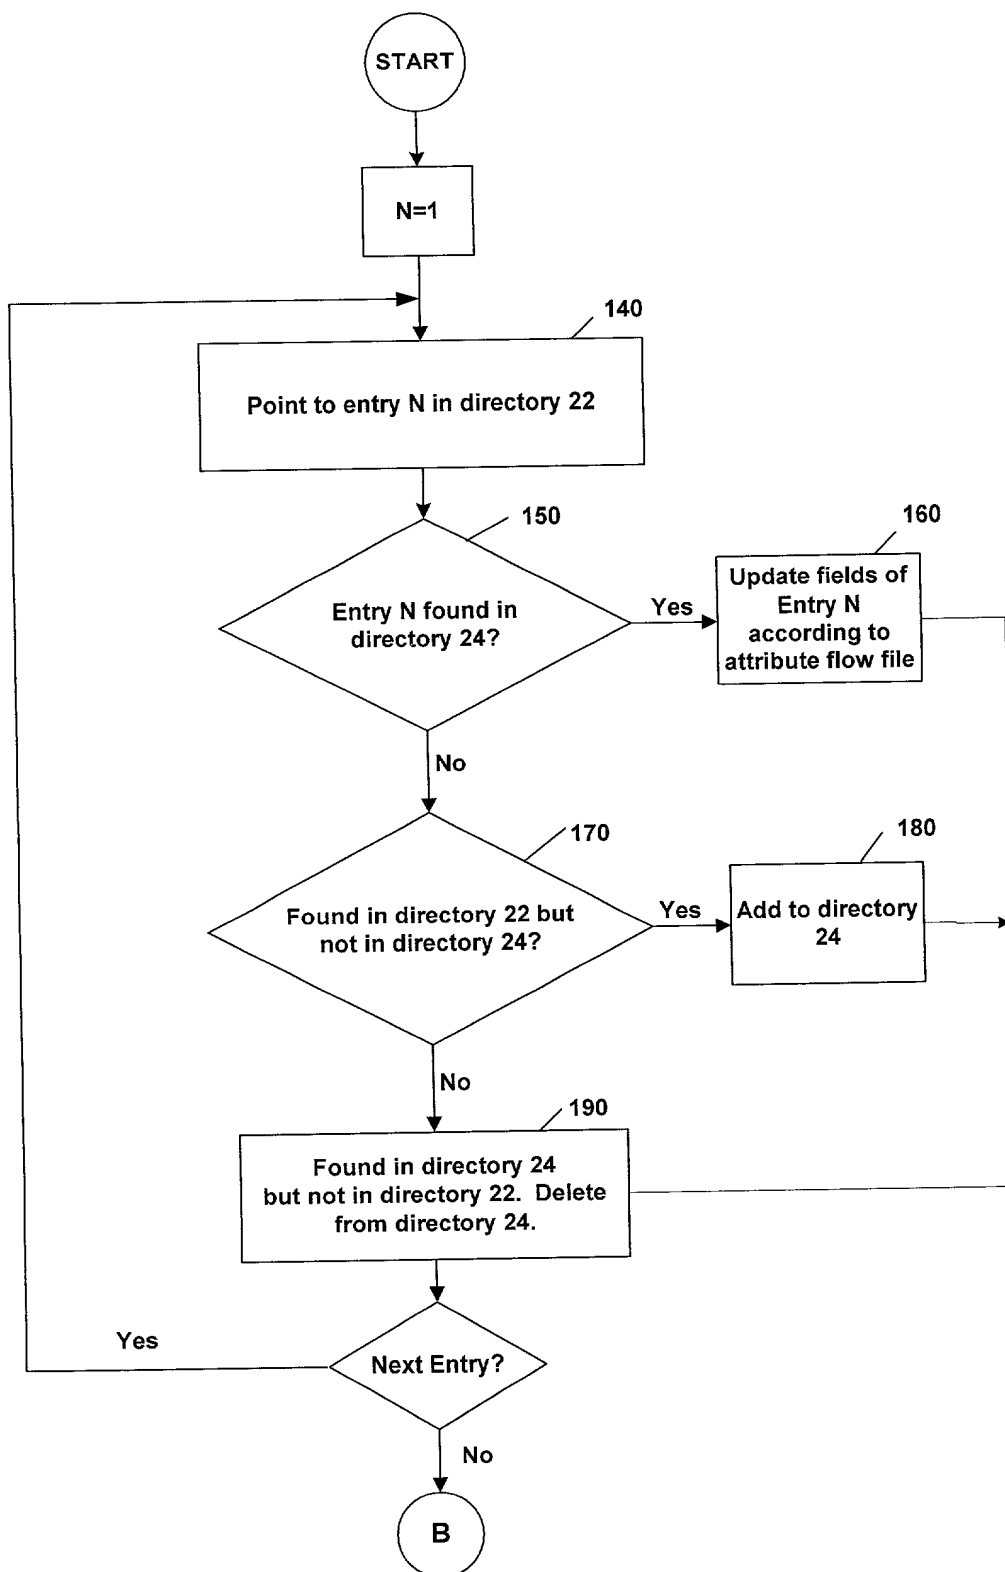 START
N=1
140
Point to entry N in directory 22
150
Entry N found in
directory 24?
Yes
160
Update fields of
Entry N
according to
attribute flow file
No
170
Found in directory 22 but
not in directory 24?
Yes
180
Add to directory
24
No
190
Found in directory 24
but not in directory 22. Delete
from directory 24.
Yes
Next Entry?
No
B